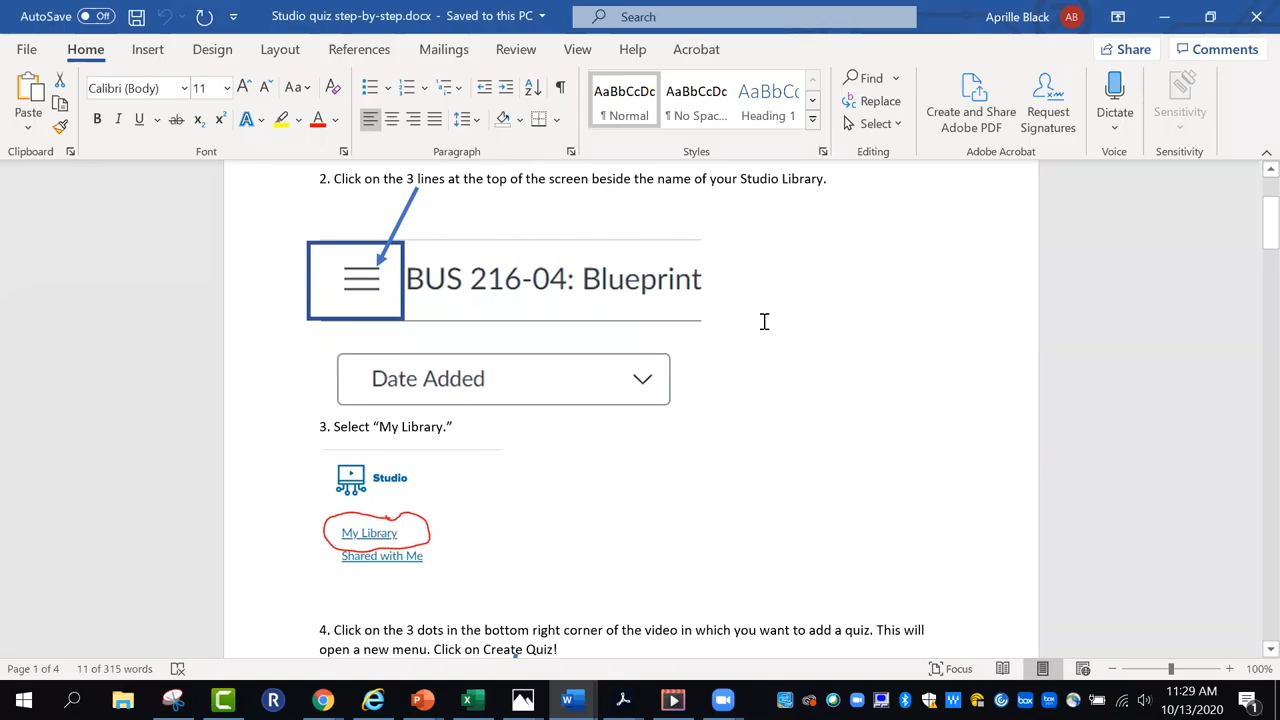 AutoSave Off Studio quiz step-by-step.docx - Saved to this PC Search Aprille Black AB
File Home Insert Design Layout References Mailings Review View Help Acrobat Share Comments
Paste
Clipboard
Calibri (Body) 11
Font
Paragraph
AaBbCcDc AaBbCcDc AaBbCc
¶ Normal ¶ No Spac... Heading 1
Styles
Find
Replace
Select
Editing
Create and Share Adobe PDF
Request Signatures
Adobe Acrobat
Dictate
Voice
Sensitivity
Sensitivity
2. Click on the 3 lines at the top of the screen beside the name of your Studio Library.
BUS 216-04: Blueprint
Date Added
3. Select “My Library.”
Studio
My Library
Shared with Me
4. Click on the 3 dots in the bottom right corner of the video in which you want to add a quiz. This will
open a new menu. Click on Create Quiz!
Page 1 of 4 11 of 315 words Focus 100%
11:29 AM
10/13/2020